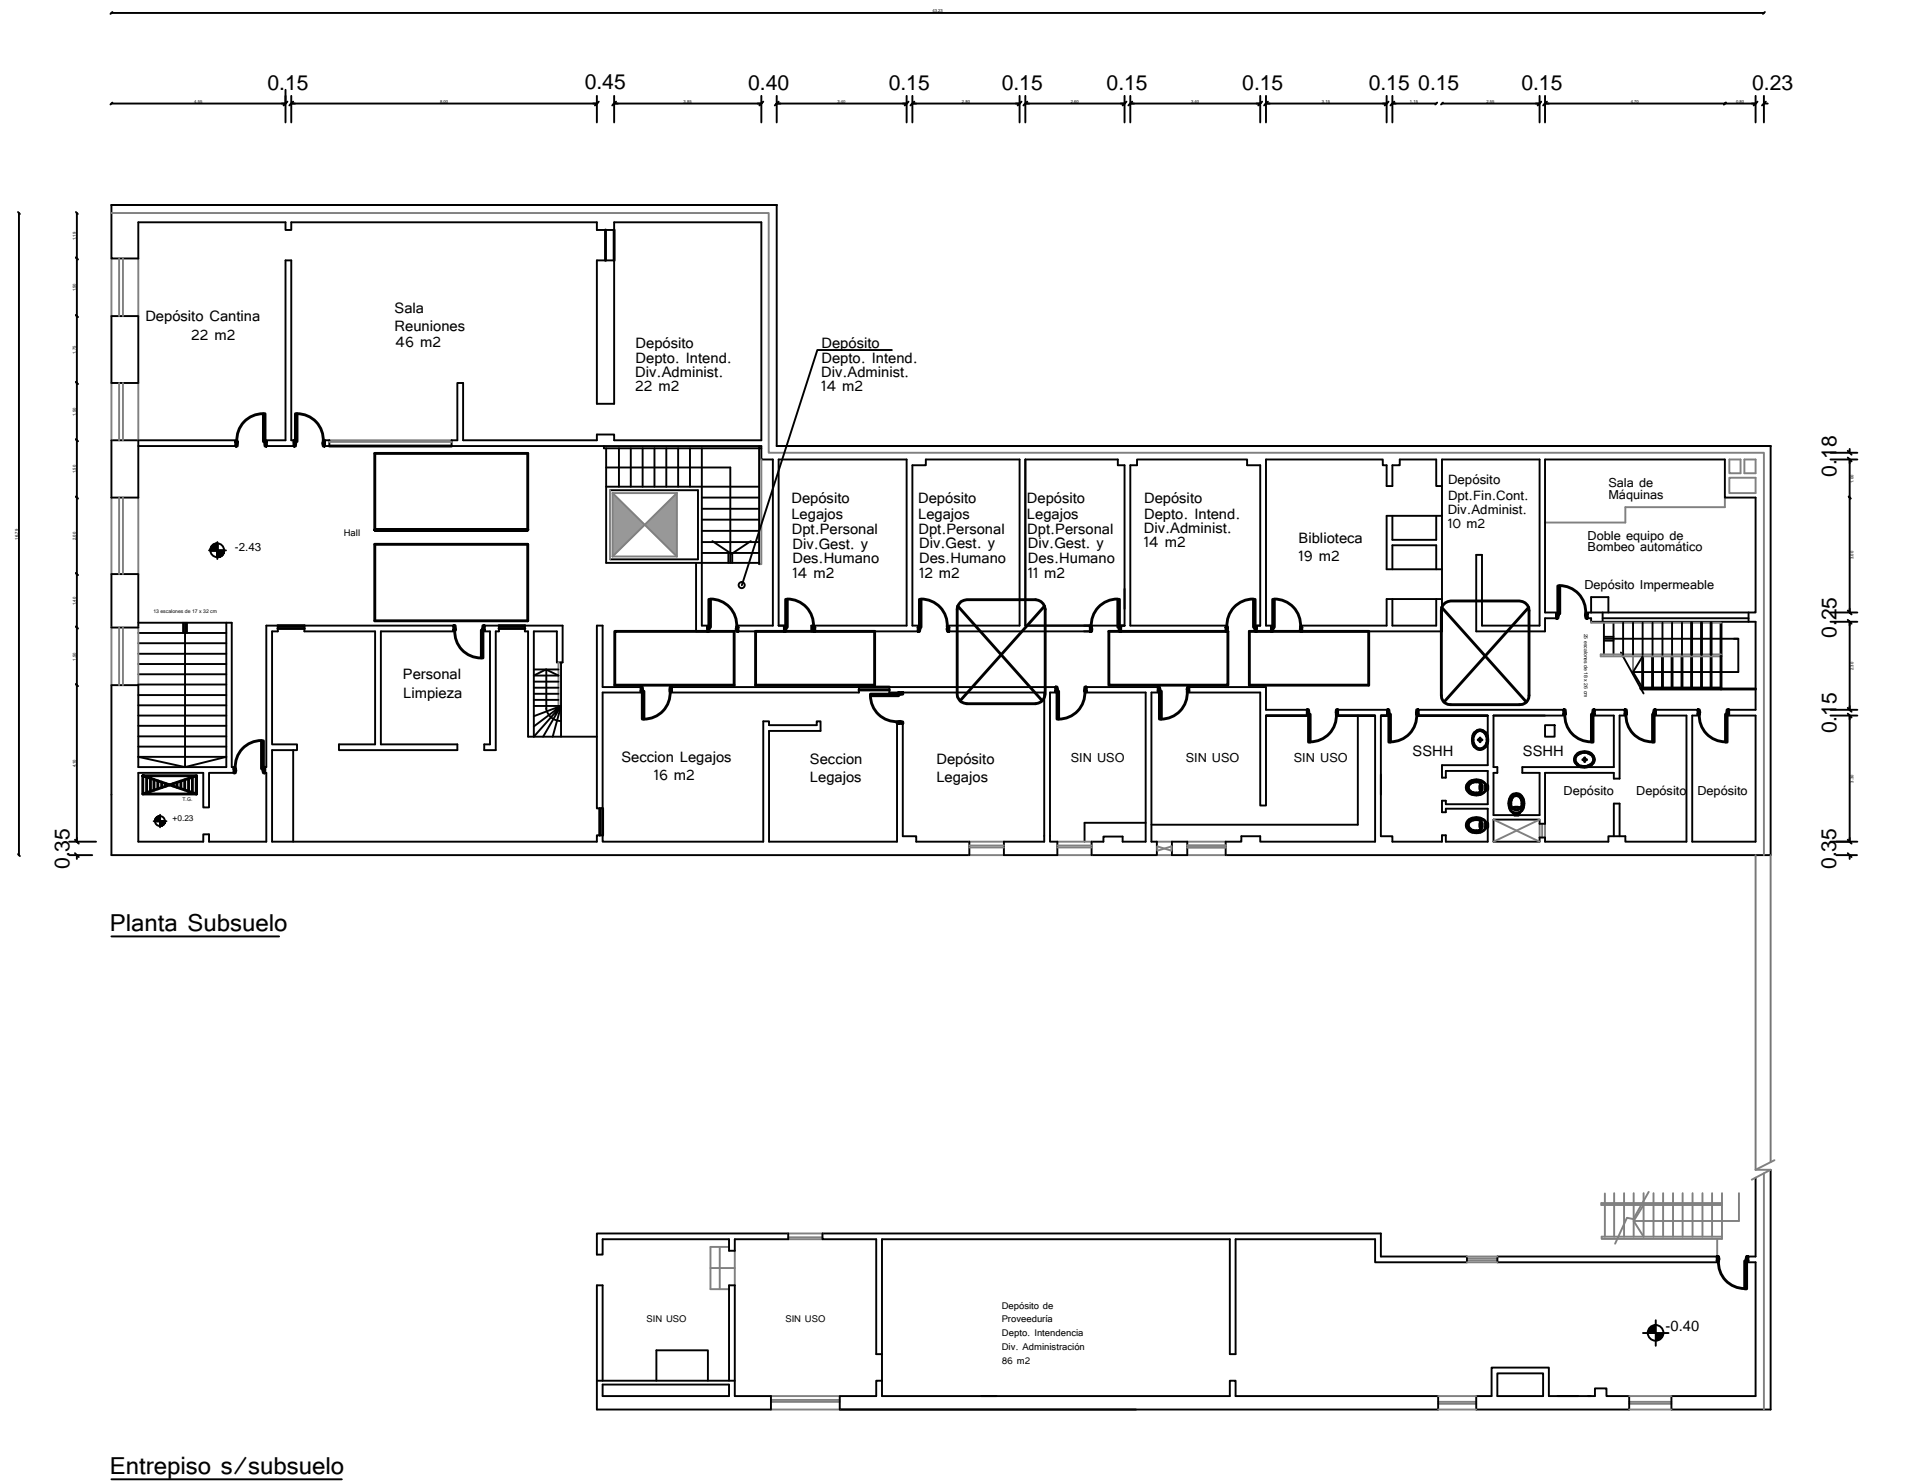 43.23
0.15
0.45
0.40
0.15
0.15
0.15
0.15
0.15
0.15
0.15
0.23
Depósito Cantina
22 m2
Sala
Reuniones
46 m2
Depósito
Depto. Intend.
Div.Administ.
22 m2
Depósito
Depto. Intend.
Div.Administ.
14 m2
Hall
-2.43
13 escalones de 17 x 32 cm
Depósito
Legajos
Dpt.Personal
Div.Gest. y
Des.Humano
14 m2
Depósito
Legajos
Dpt.Personal
Div.Gest. y
Des.Humano
12 m2
Depósito
Legajos
Dpt.Personal
Div.Gest. y
Des.Humano
11 m2
Depósito
Depto. Intend.
Div.Administ.
14 m2
Biblioteca
19 m2
Depósito
Dpt.Fin.Cont.
Div.Administ.
10 m2
Sala de
Máquinas
Doble equipo de
Bombeo automático
Depósito Impermeable
0.18
0.25
0.15
0.35
Personal
Limpieza
T.G.
+0.23
0.35
Seccion Legajos
16 m2
Seccion
Legajos
Depósito
Legajos
SIN USO
SIN USO
SIN USO
SSHH
SSHH
Depósito
Depósito
Depósito
Planta Subsuelo
SIN USO
SIN USO
Depósito de
Proveeduría
Depto. Intendencia
Div. Administración
86 m2
-0.40
Entrepiso s/subsuelo